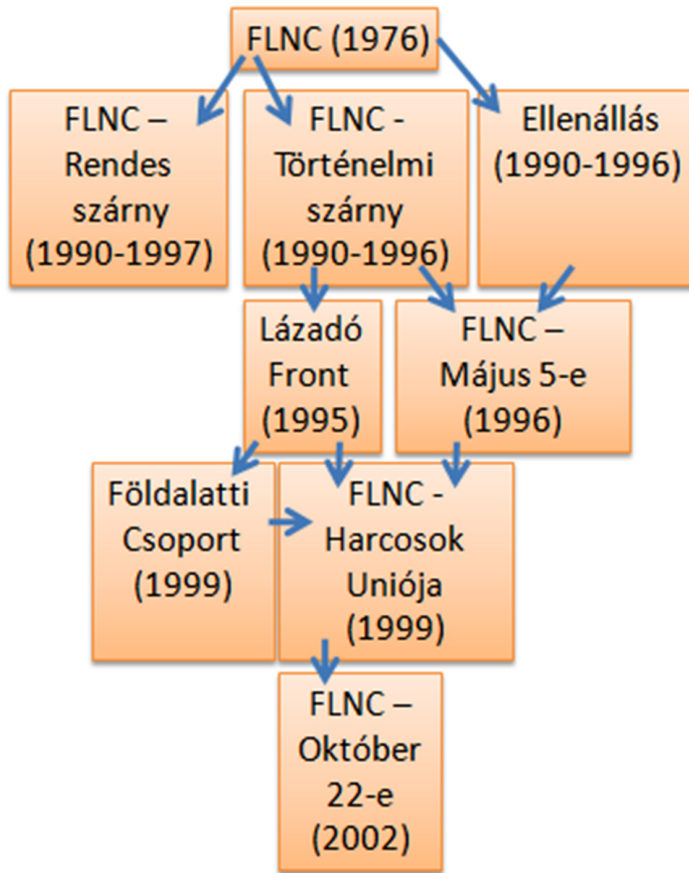 FLNC (1976)
FLNC –
Rendes
szárny
(1990-1997)
FLNC -
Történelmi
szárny
(1990-1996)
Ellenállás
(1990-1996)
Lázadó
Front
(1995)
FLNC –
Május 5-e
(1996)
Földalatti
Csoport
(1999)
FLNC -
Harcosok
Uniója
(1999)
FLNC –
Október
22-e
(2002)